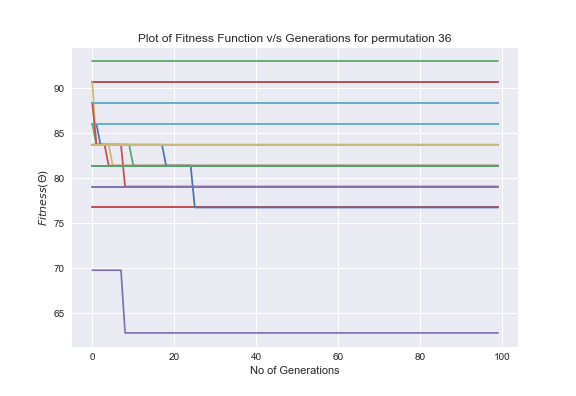 Plot of Fitness Function v/s Generations for permutation 36
Fitness(Θ)
90
85
80
75
70
65
0 20 40 60 80 100
No of Generations